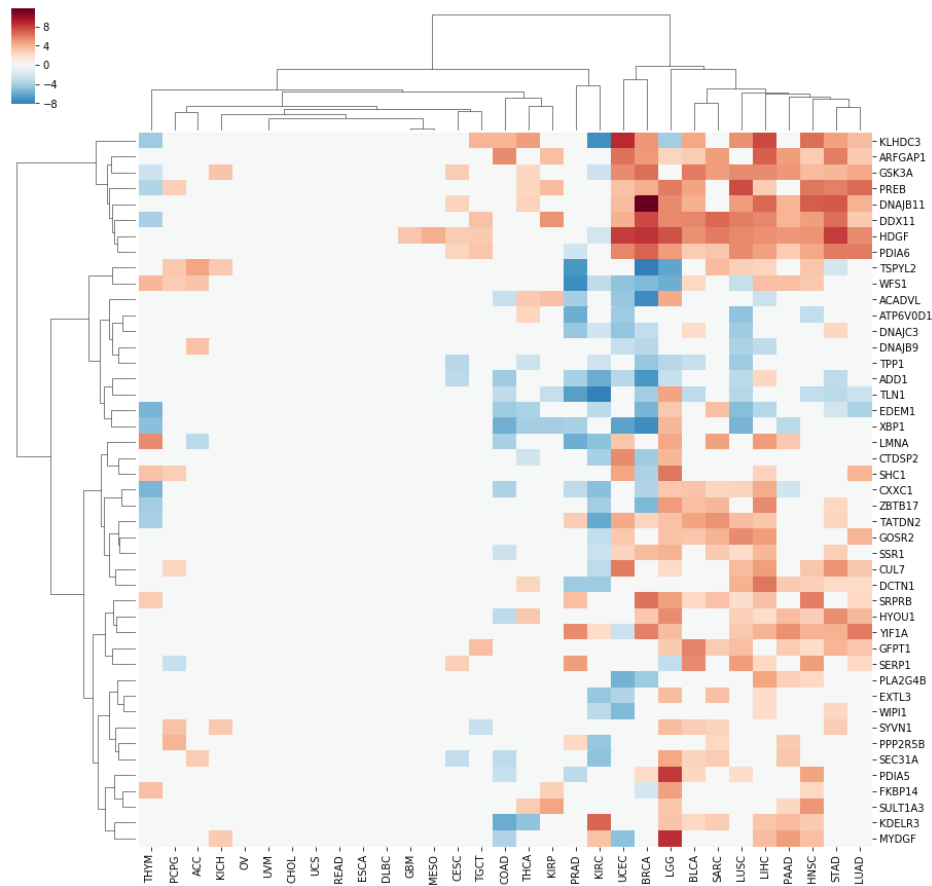 8
4
0
−4
−8
KLHDC3
ARFGAP1
GSK3A
PREB
DNAJB11
DDX11
HDGF
PDIA6
TSPYL2
WFS1
ACADVL
ATP6V0D1
DNAJC3
DNAJB9
TPP1
ADD1
TLN1
EDEM1
XBP1
LMNA
CTDSP2
SHC1
CXXC1
ZBTB17
TATDN2
GOSR2
SSR1
CUL7
DCTN1
SRPRB
HYOU1
YIF1A
GFPT1
SERP1
PLA2G4B
EXTL3
WIPI1
SYVN1
PPP2R5B
SEC31A
PDIA5
FKBP14
SULT1A3
KDELR3
MYDGF
THYM
PCPG
ACC
KICH
OV
UVM
CHOL
UCS
READ
ESCA
DLBC
GBM
MESO
CESC
TGCT
COAD
THCA
KIRP
PRAD
KIRC
UCEC
BRCA
LGG
BLCA
SARC
LUSC
LIHC
PAAD
HNSC
STAD
LUAD